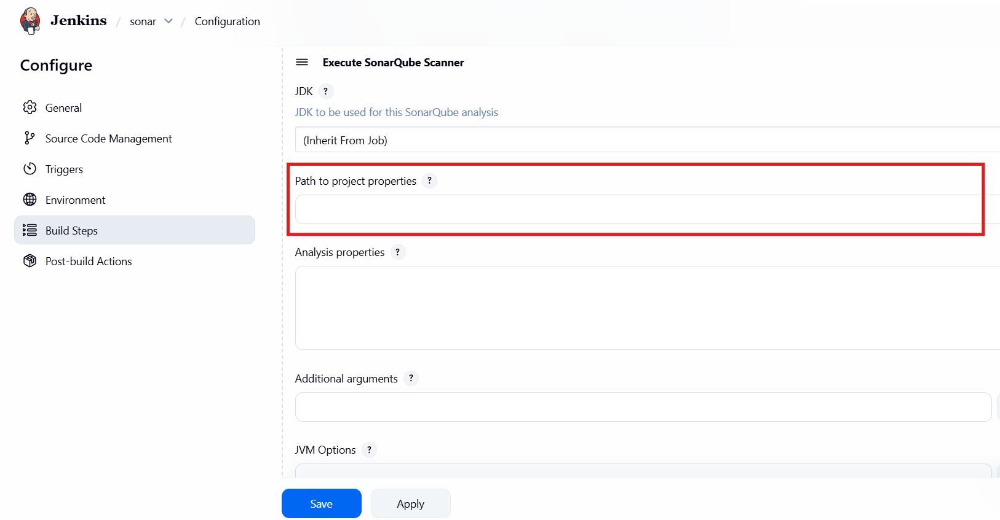 Jenkins / sonar / Configuration
Configure
General
Source Code Management
Triggers
Environment
Build Steps
Post-build Actions
Execute SonarQube Scanner
JDK ?
JDK to be used for this SonarQube analysis
(Inherit From Job)
Path to project properties ?
Analysis properties ?
Additional arguments ?
JVM Options ?
Save Apply